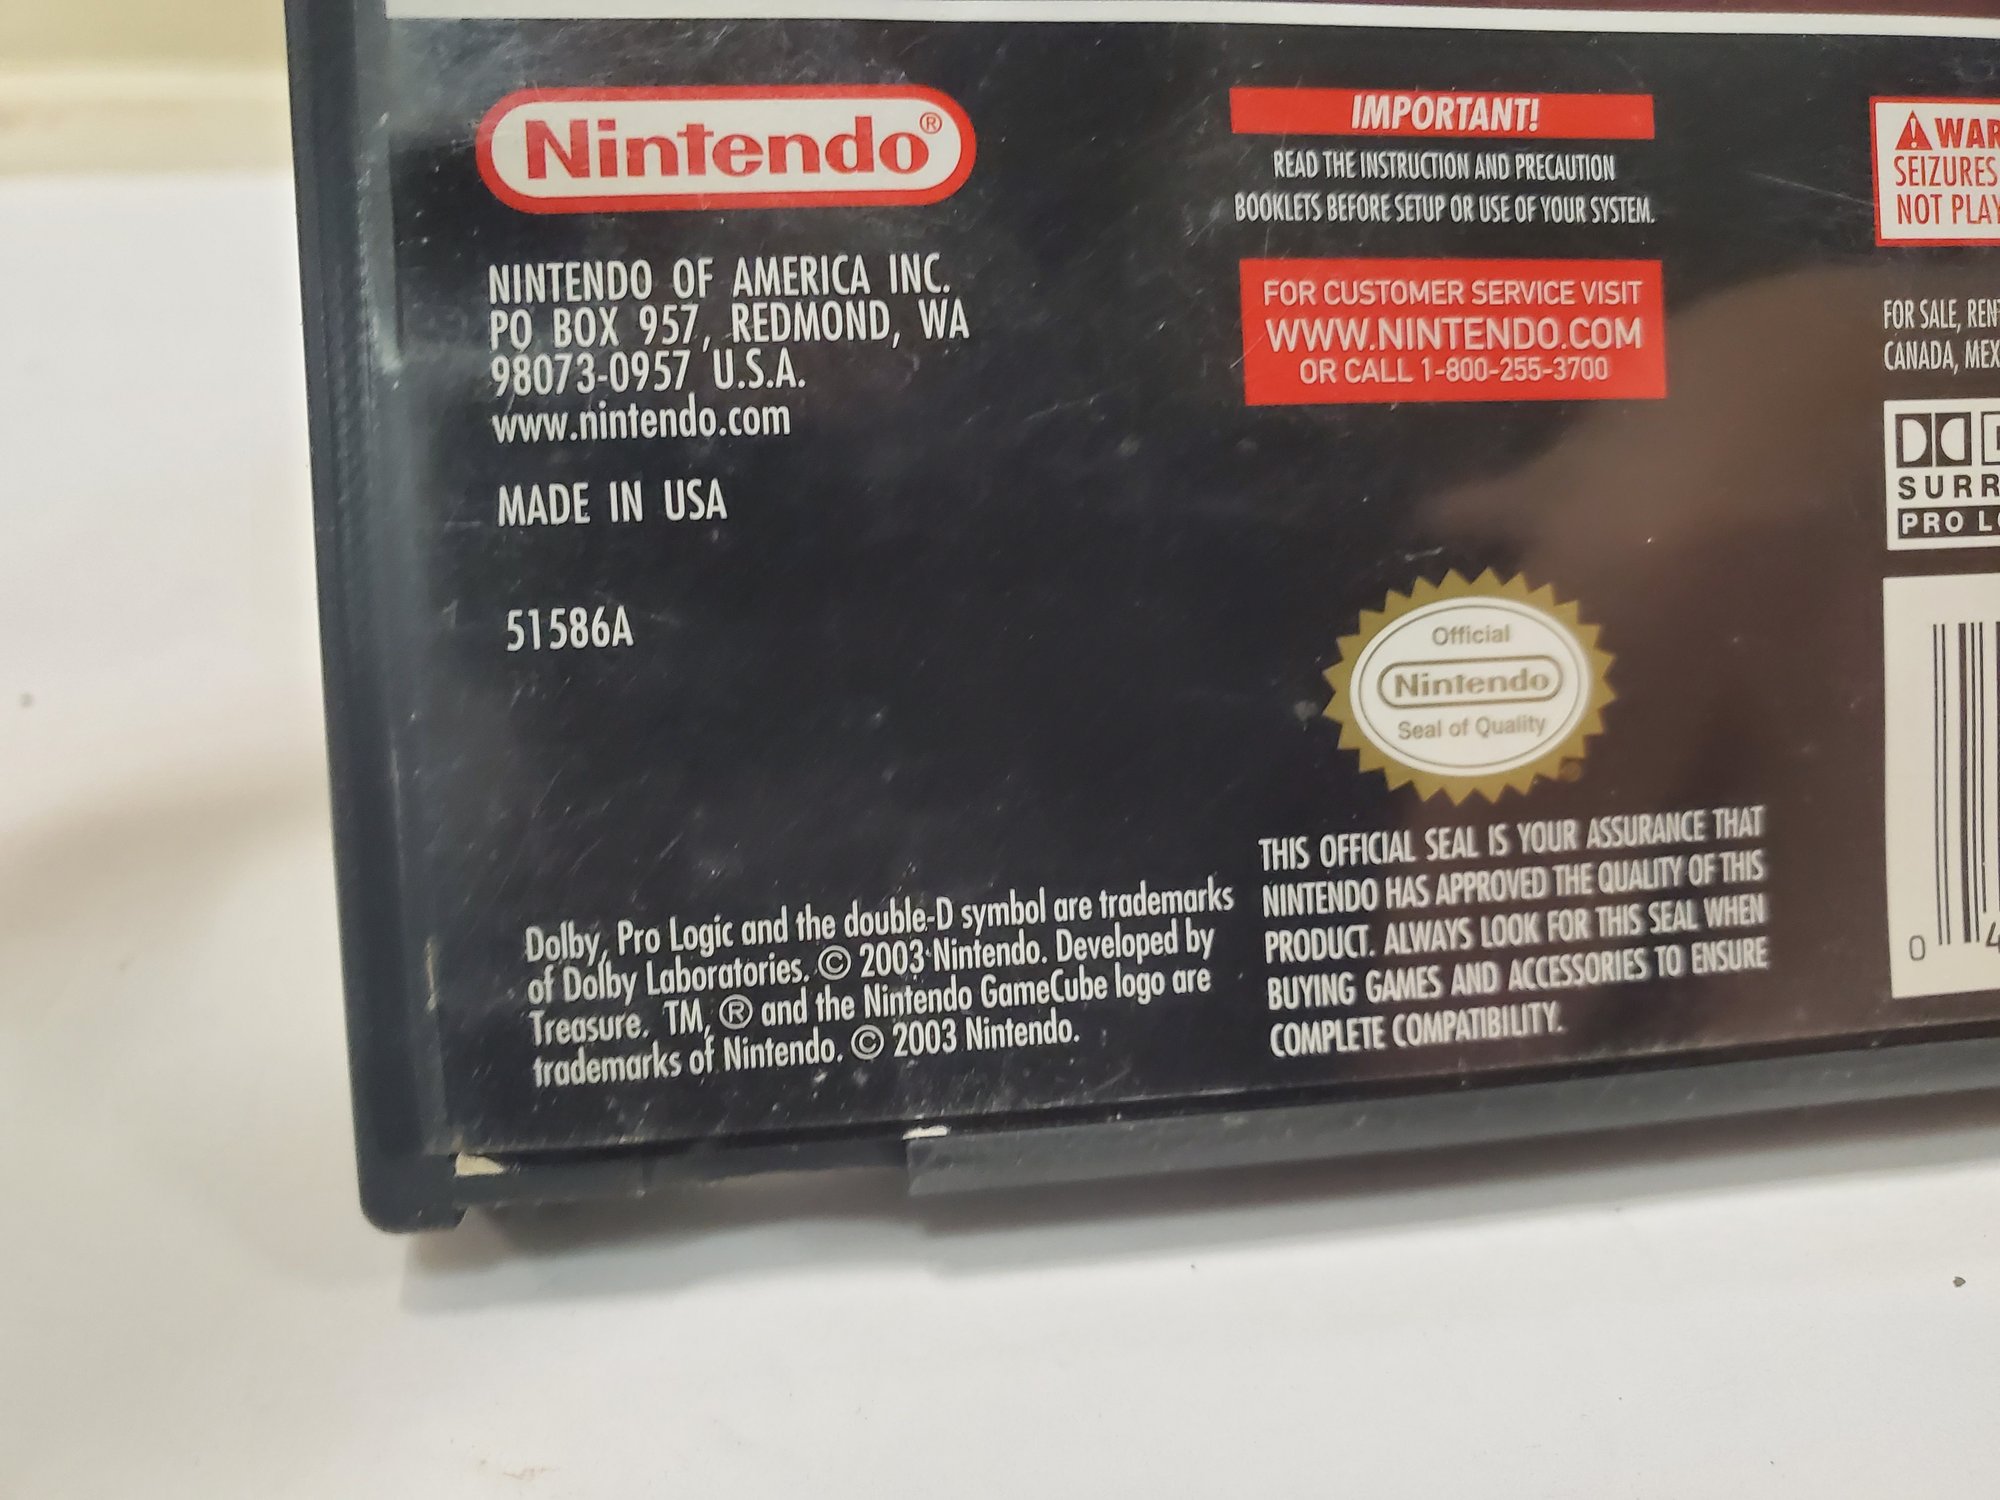 Nintendo®
NINTENDO OF AMERICA INC.
PO BOX 957, REDMOND, WA
98073-0957 U.S.A.
www.nintendo.com
MADE IN USA
51586A
Dolby, Pro Logic and the double-D symbol are trademarks
of Dolby Laboratories. © 2003 Nintendo. Developed by
Treasure. TM, ® and the Nintendo GameCube logo are
trademarks of Nintendo. © 2003 Nintendo.
IMPORTANT!
READ THE INSTRUCTION AND PRECAUTION
BOOKLETS BEFORE SETUP OR USE OF YOUR SYSTEM.
FOR CUSTOMER SERVICE VISIT
WWW.NINTENDO.COM
OR CALL 1-800-255-3700
Official
Nintendo
Seal of Quality
THIS OFFICIAL SEAL IS YOUR ASSURANCE THAT
NINTENDO HAS APPROVED THE QUALITY OF THIS
PRODUCT. ALWAYS LOOK FOR THIS SEAL WHEN
BUYING GAMES AND ACCESSORIES TO ENSURE
COMPLETE COMPATIBILITY.
WAR
SEIZURES
NOT PLAY
FOR SALE, REN
CANADA, MEX
SURR
PRO L
0